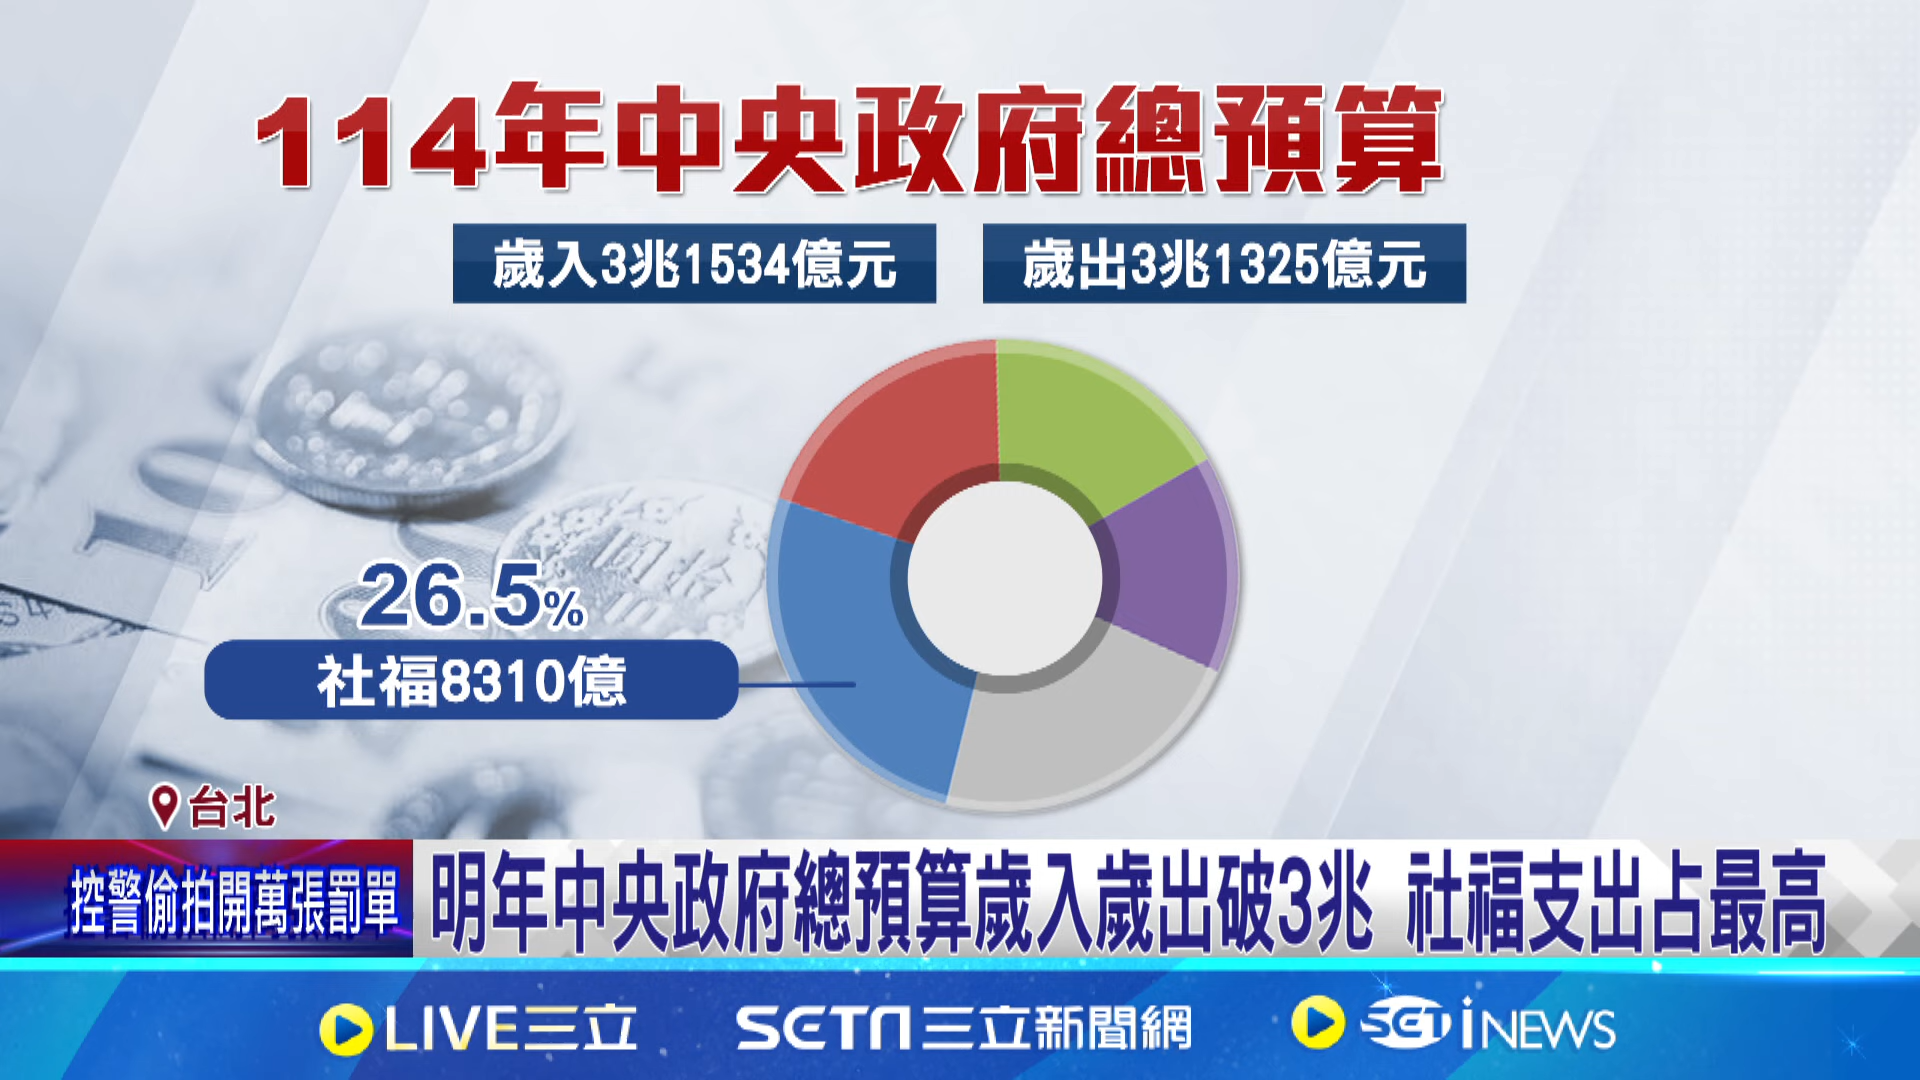 114年中央政府總預算
歲入3兆1534億元 歲出3兆1325億元
26.5%
社福8310億
台北
控警偷拍開萬張罰單
明年中央政府總預算歲入歲出破3兆 社福支出占最高
LIVE三立 SETN三立新聞網 SET iNEWS